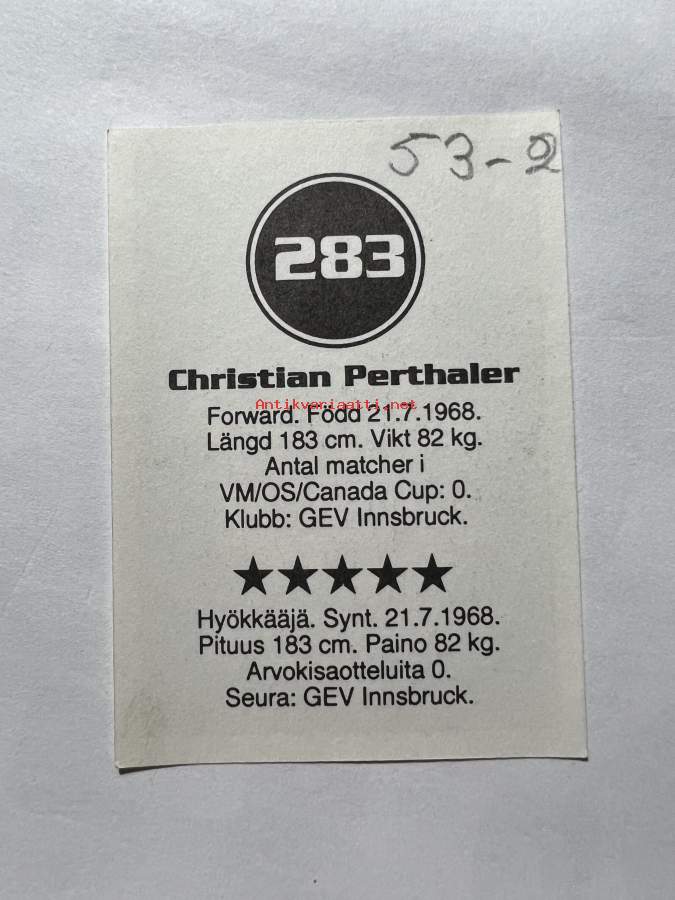 53-2
283
Christian Perthaler
Antikvariaatti.net
Forward. Född 21.7.1968.
Längd 183 cm. Vikt 82 kg.
Antal matcher i
VM/OS/Canada Cup: 0.
Klubb: GEV Innsbruck.
★★★★★
Hyökkääjä. Synt. 21.7.1968.
Pituus 183 cm. Paino 82 kg.
Arvokisaotteluita 0.
Seura: GEV Innsbruck.